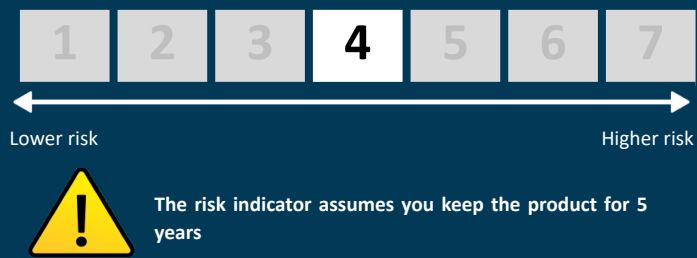 1 2 3 4 5 6 7
Lower risk Higher risk
The risk indicator assumes you keep the product for 5
years